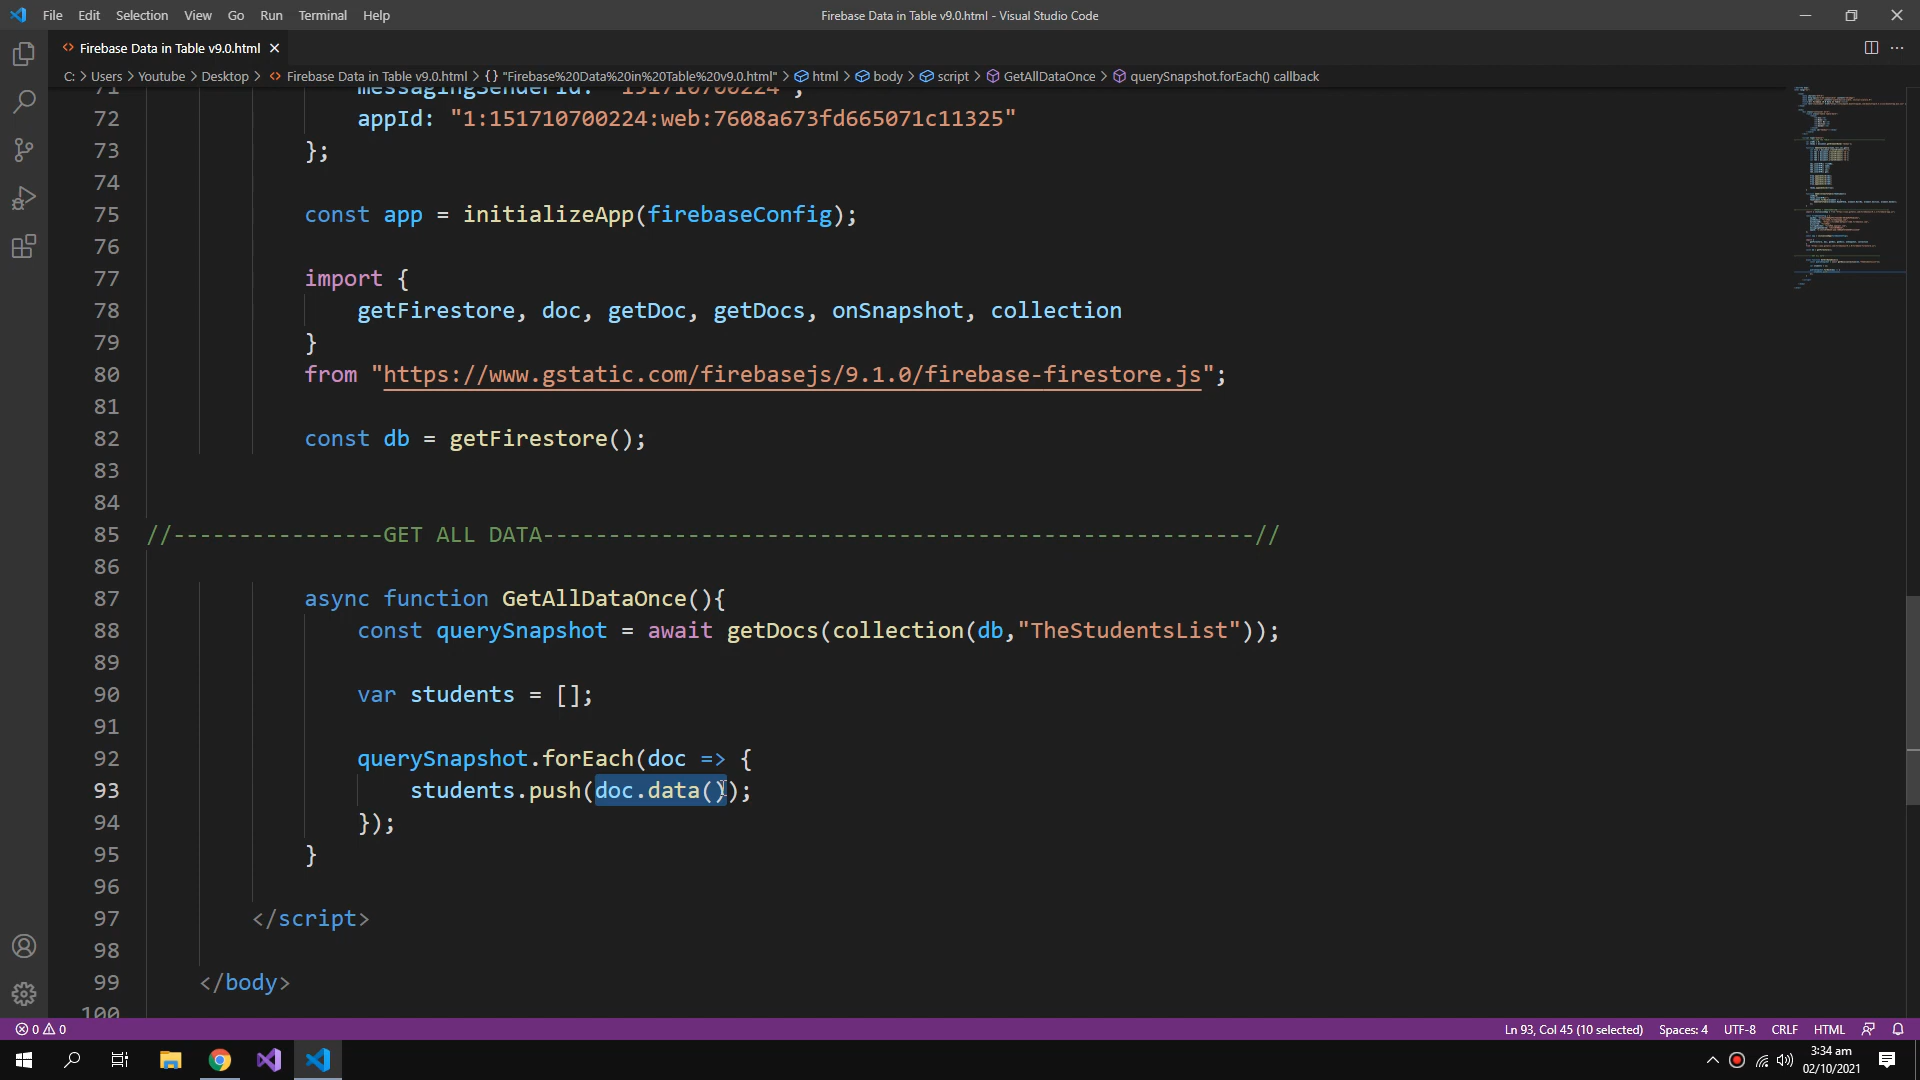 File Edit Selection View Go Run Terminal Help
Firebase Data in Table v9.0.html - Visual Studio Code
<> Firebase Data in Table v9.0.html ×
C: > Users > Youtube > Desktop > <> Firebase Data in Table v9.0.html > {} "Firebase%20Data%20in%20Table%20v9.0.html" > html > body > script > GetAllDataOnce > querySnapshot.forEach() callback
71 messagingSenderId: "151710700224",
72 appId: "1:151710700224:web:7608a673fd665071c11325"
73 };
74
75 const app = initializeApp(firebaseConfig);
76
77 import {
78 getFirestore, doc, getDoc, getDocs, onSnapshot, collection
79 }
80 from "https://www.gstatic.com/firebasejs/9.1.0/firebase-firestore.js";
81
82 const db = getFirestore();
83
84
85 //----------------GET ALL DATA------------------------------------------------------//
86
87 async function GetAllDataOnce(){
88 const querySnapshot = await getDocs(collection(db,"TheStudentsList"));
89
90 var students = [];
91
92 querySnapshot.forEach(doc => {
93 students.push(doc.data());
94 });
95 }
96
97 </script>
98
99 </body>
100
0 0
Ln 93, Col 45 (10 selected) Spaces: 4 UTF-8 CRLF HTML
3:34 am
02/10/2021